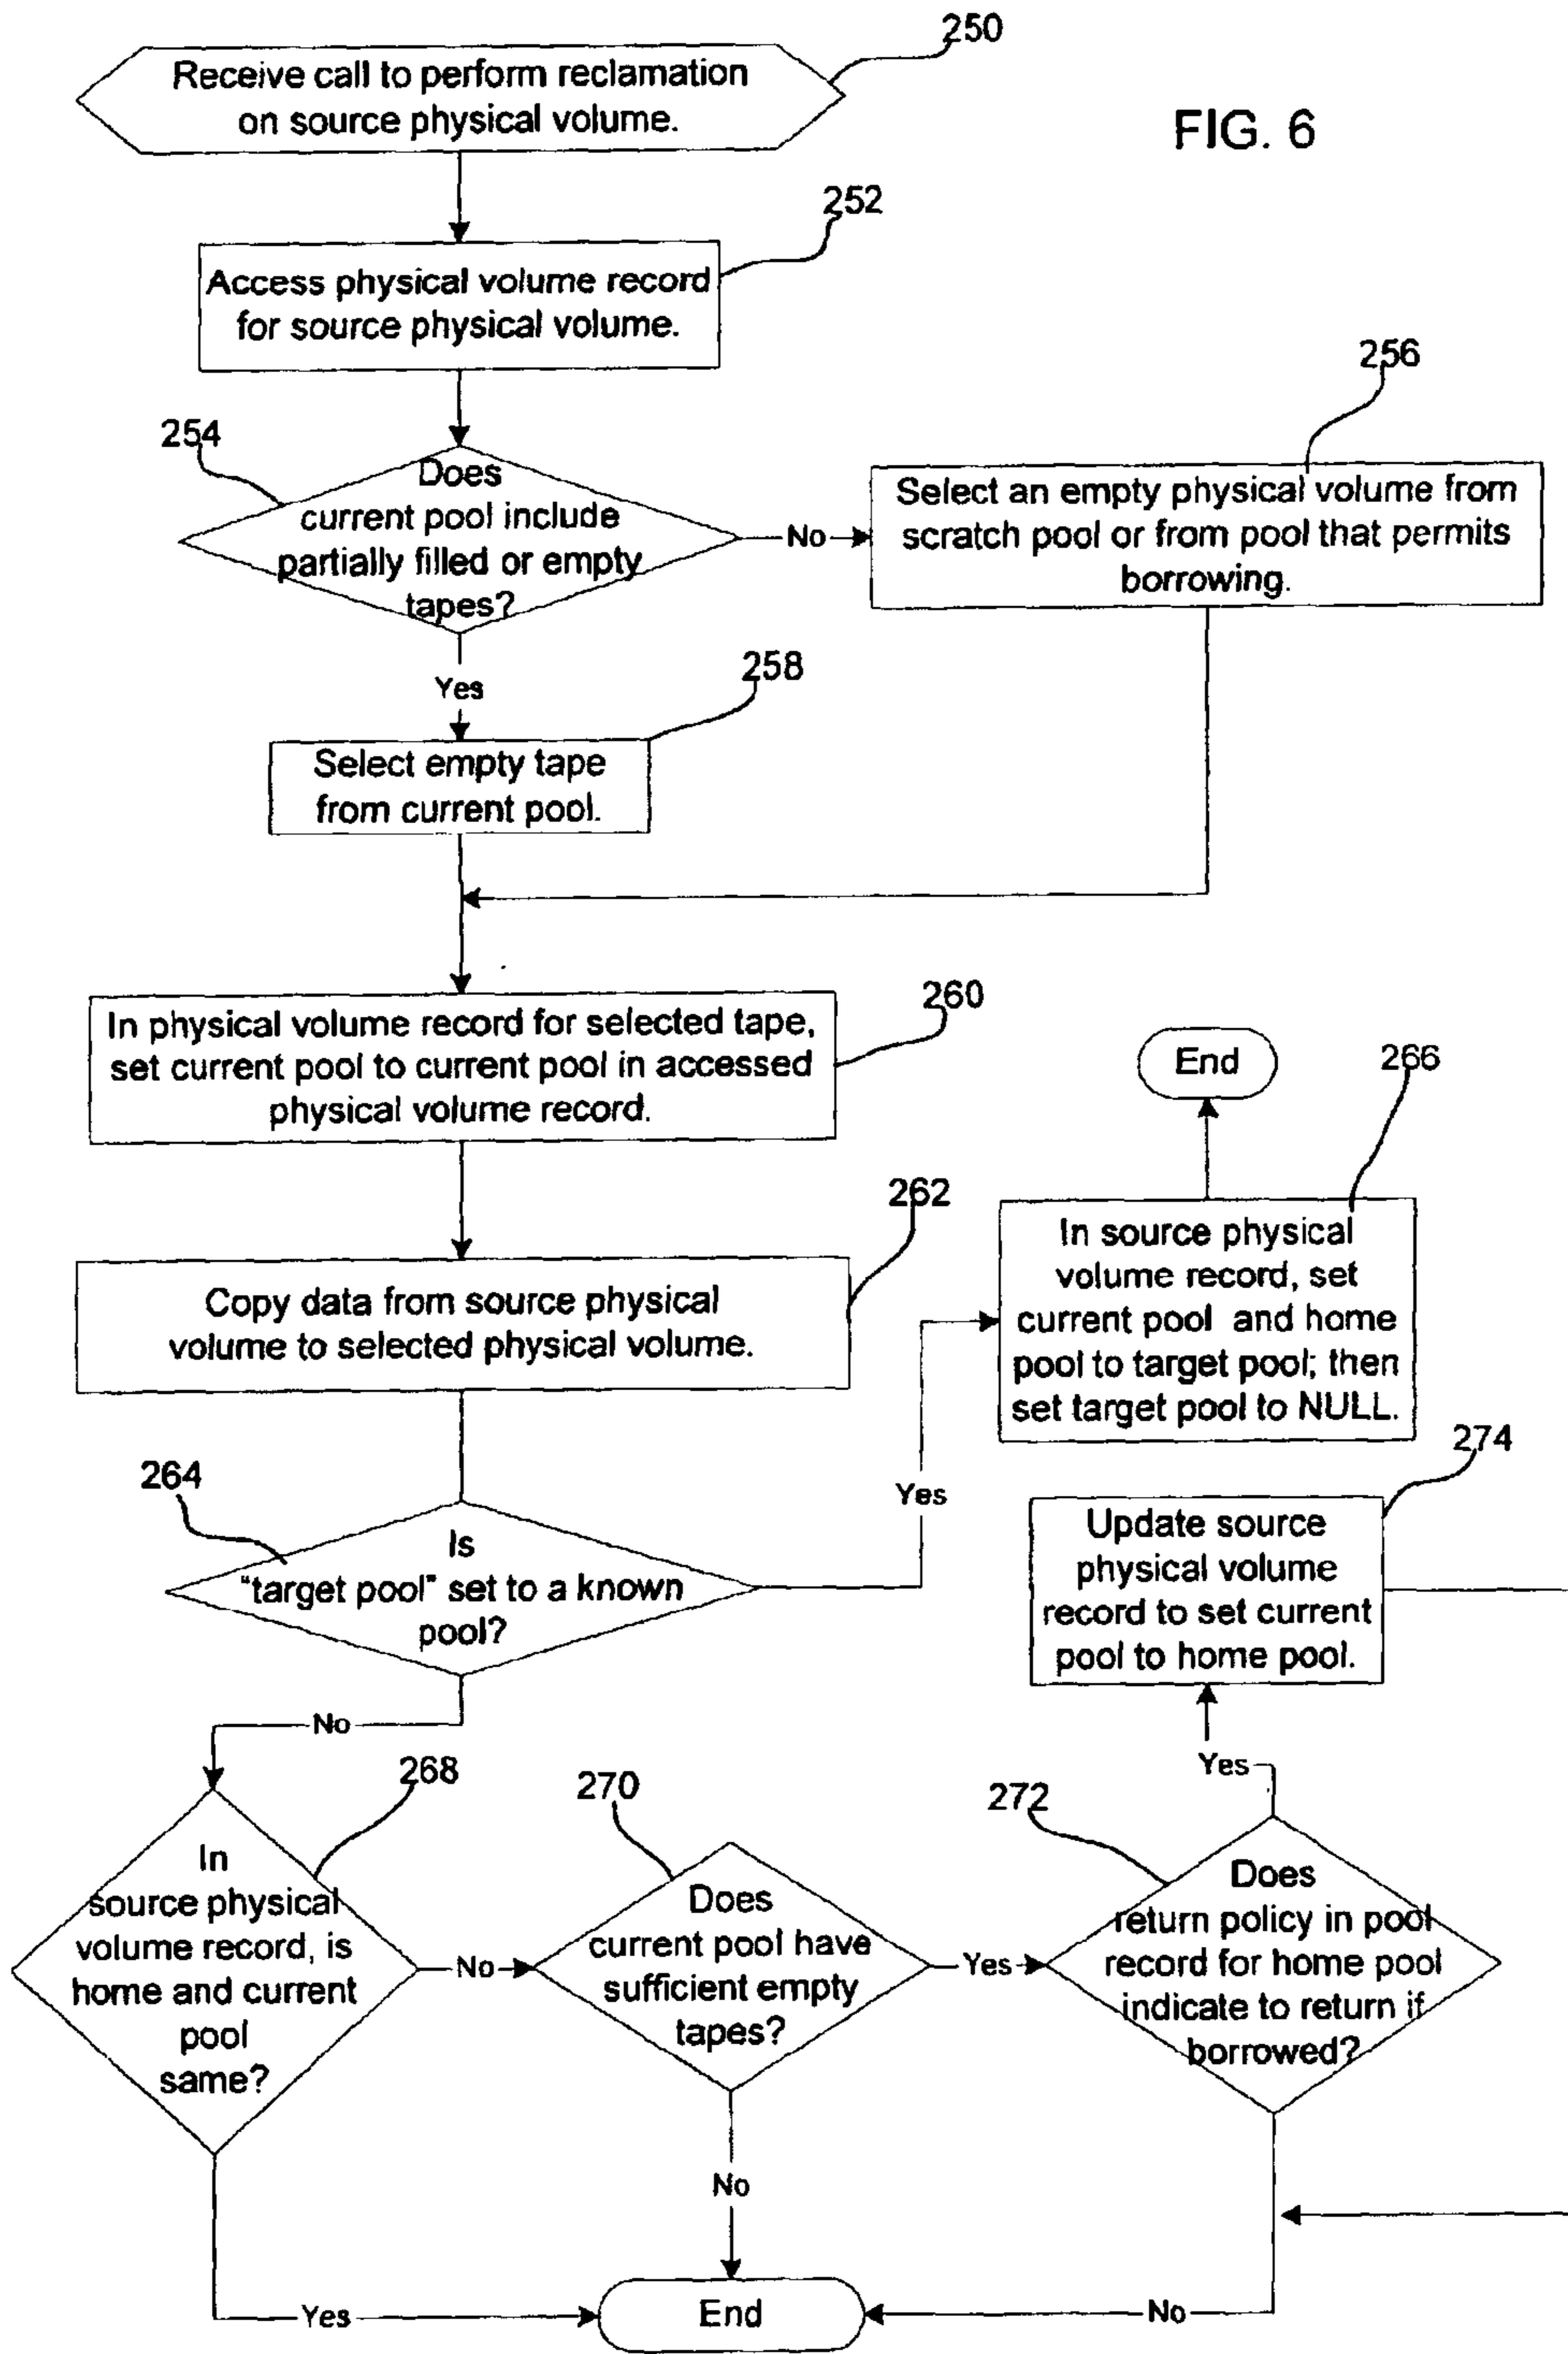 250
Receive call to perform reclamation
on source physical volume.
FIG. 6
252
Access physical volume record
for source physical volume.
254
Does
current pool include
partially filled or empty
tapes?
No
256
Select an empty physical volume from
scratch pool or from pool that permits
borrowing.
Yes
258
Select empty tape
from current pool.
260
In physical volume record for selected tape,
set current pool to current pool in accessed
physical volume record.
End
266
262
Copy data from source physical
volume to selected physical volume.
In source physical
volume record, set
current pool and home
pool to target pool; then
set target pool to NULL.
264
Is
"target pool" set to a known
pool?
Yes
274
Update source
physical volume
record to set current
pool to home pool.
No
Yes
268
In
source physical
volume record, is
home and current
pool
same?
No
270
Does
current pool have
sufficient empty
tapes?
Yes
272
Does
return policy in pool
record for home pool
indicate to return if
borrowed?
No
Yes
End
No